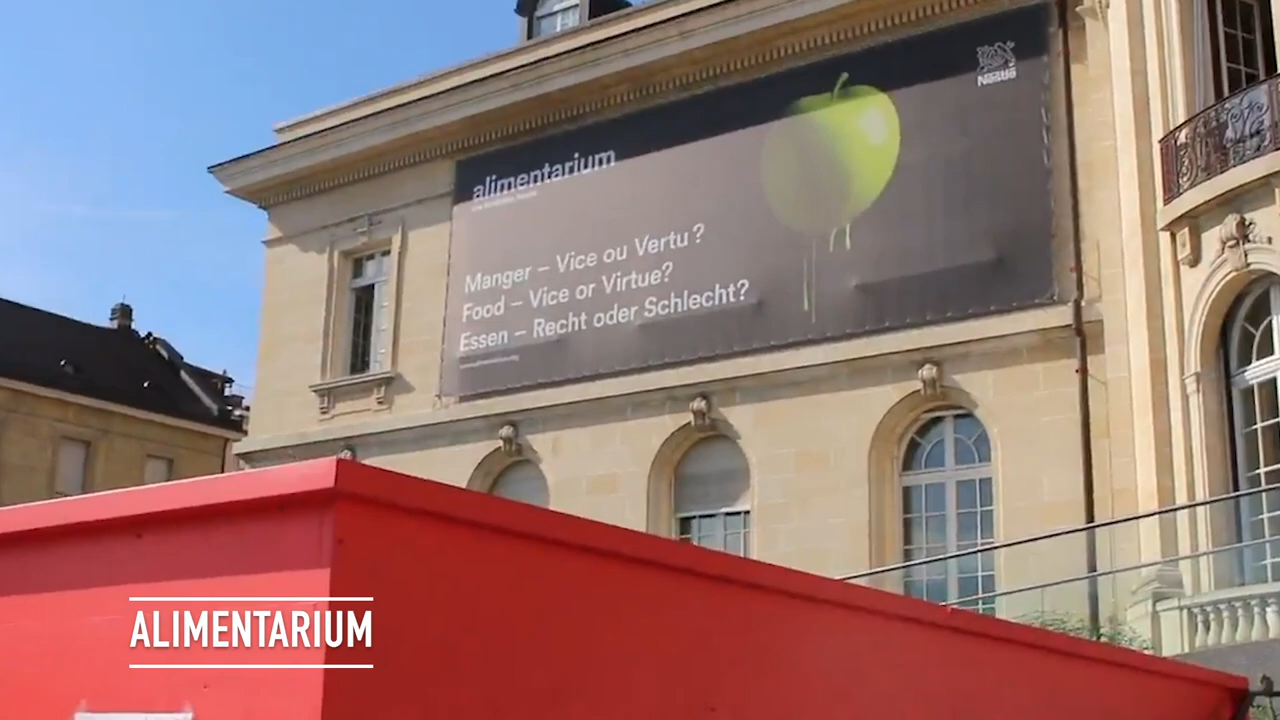 Nestlé
alimentarium
Manger – Vice ou Vertu ?
Food – Vice or Virtue?
Essen – Recht oder Schlecht?
ALIMENTARIUM